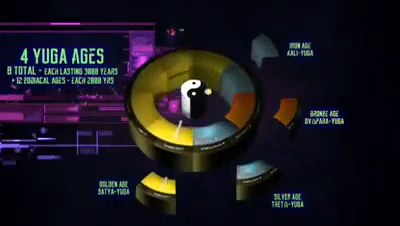 4 YUGA AGES
8 TOTAL - EACH LASTING 3000 YEARS
+ 12 ZODIACAL AGES - EACH 2000 YRS
IRON AGE
KALI-YUGA
BRONZE AGE
DVAPARA-YUGA
GOLDEN AGE
SATYA-YUGA
SILVER AGE
TRETA-YUGA